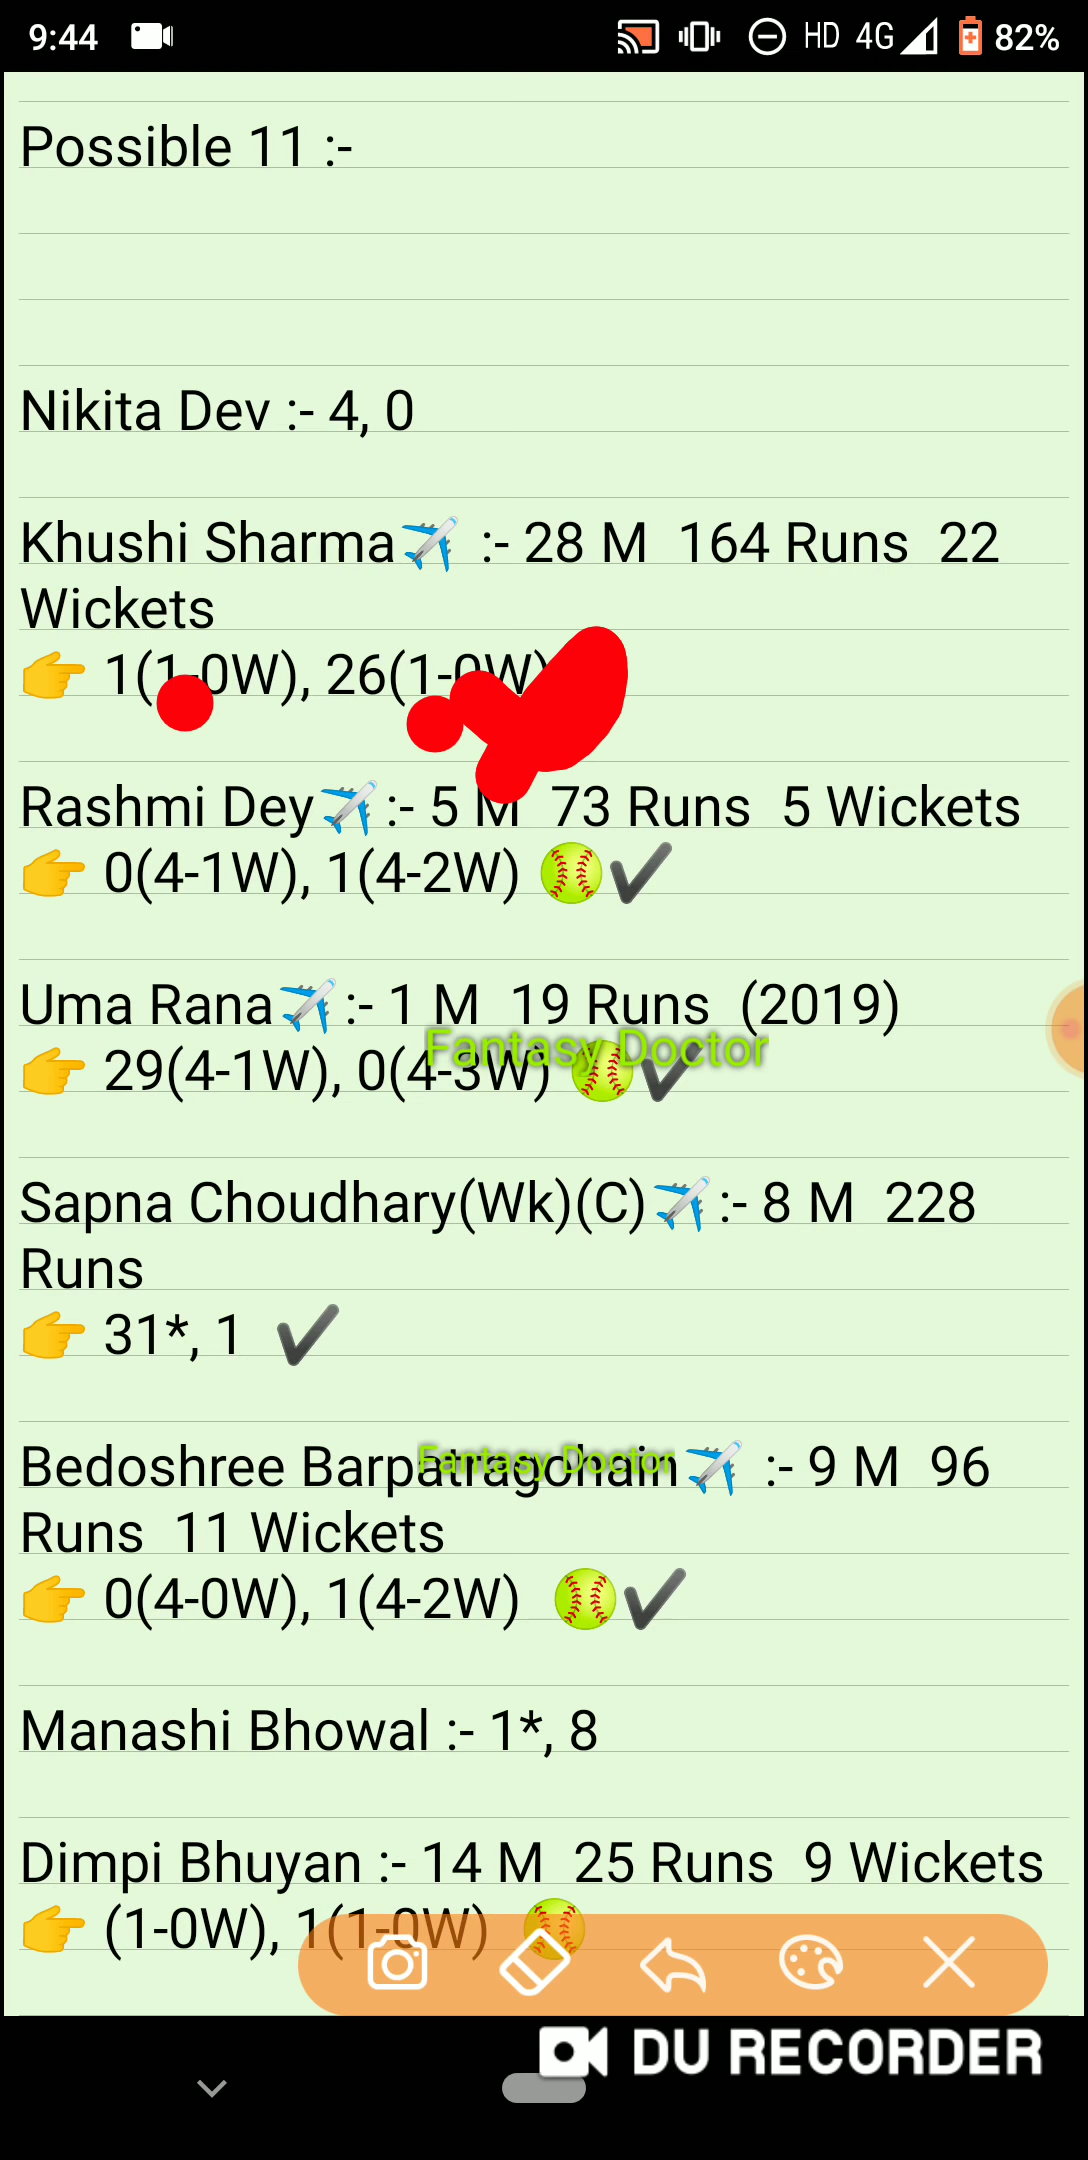 9:44 HD 4G 82%
Possible 11 :-
Nikita Dev :- 4, 0
Khushi Sharma✈️ :- 28 M 164 Runs 22
Wickets
👉 1(1-0W), 26(1-0W)
Rashmi Dey✈️:- 5 M 73 Runs 5 Wickets
👉 0(4-1W), 1(4-2W) 🥎✔️
Uma Rana✈️:- 1 M 19 Runs (2019)
Fantasy Doctor
👉 29(4-1W), 0(4-3W) 🥎✔️
Sapna Choudhary(Wk)(C)✈️:- 8 M 228
Runs
👉 31*, 1 ✔️
Bedoshree Barpatragohain✈️ :- 9 M 96
Fantasy Doctor
Runs 11 Wickets
👉 0(4-0W), 1(4-2W) 🥎✔️
Manashi Bhowal :- 1*, 8
Dimpi Bhuyan :- 14 M 25 Runs 9 Wickets
👉 (1-0W), 1(1-0W) 🥎
DU RECORDER